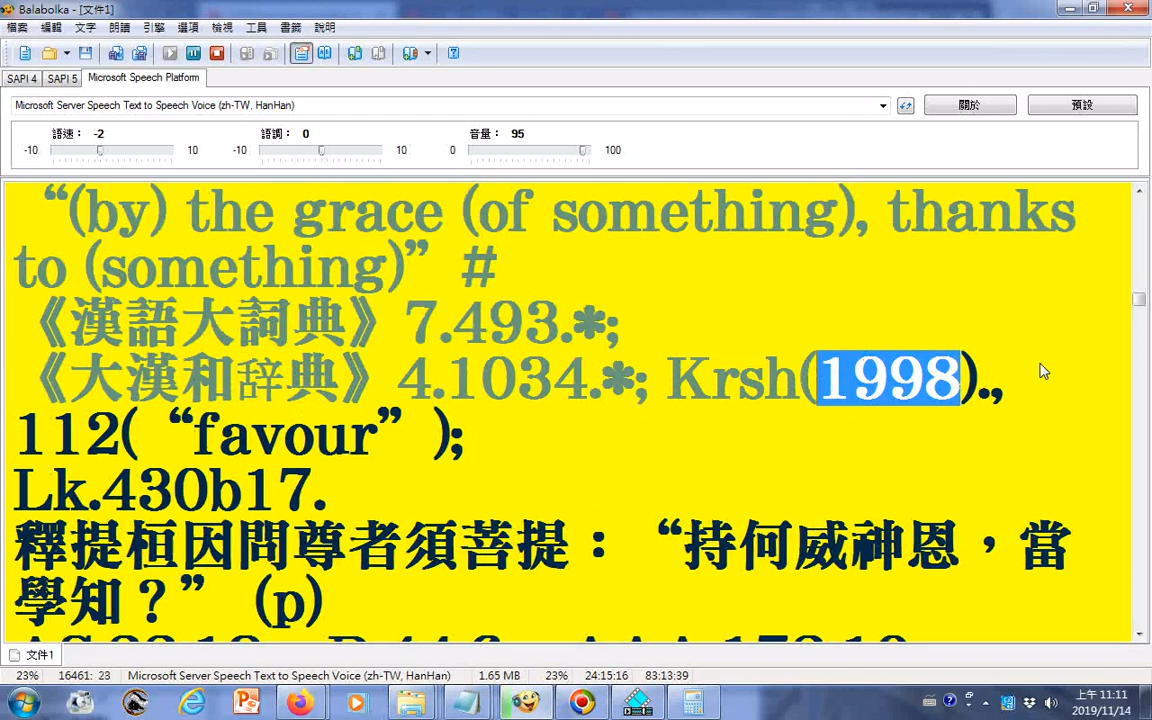 Balabolka - [文件1]
檔案 編輯 文字 朗讀 引擎 選項 檢視 工具 書籤 說明
SAPI 4 SAPI 5 Microsoft Speech Platform
Microsoft Server Speech Text to Speech Voice (zh-TW, HanHan) 關於 預設
語速： -2 語調： 0 音量： 95
-10 10 -10 10 0 100
“(by) the grace (of something), thanks
to (something)” #
《漢語大詞典》 7.493.*;
《大漢和辞典》 4.1034.*; Krsh(1998).,
112(“favour”);
Lk.430b17.
釋提桓因問尊者須菩提：“持何威神恩，當
學知？” (p)
文件1
23% 16461: 23 Microsoft Server Speech Text to Speech Voice (zh-TW, HanHan) 1.65 MB 23% 24:15:16 83:13:39
上午 11:11
2019/11/14